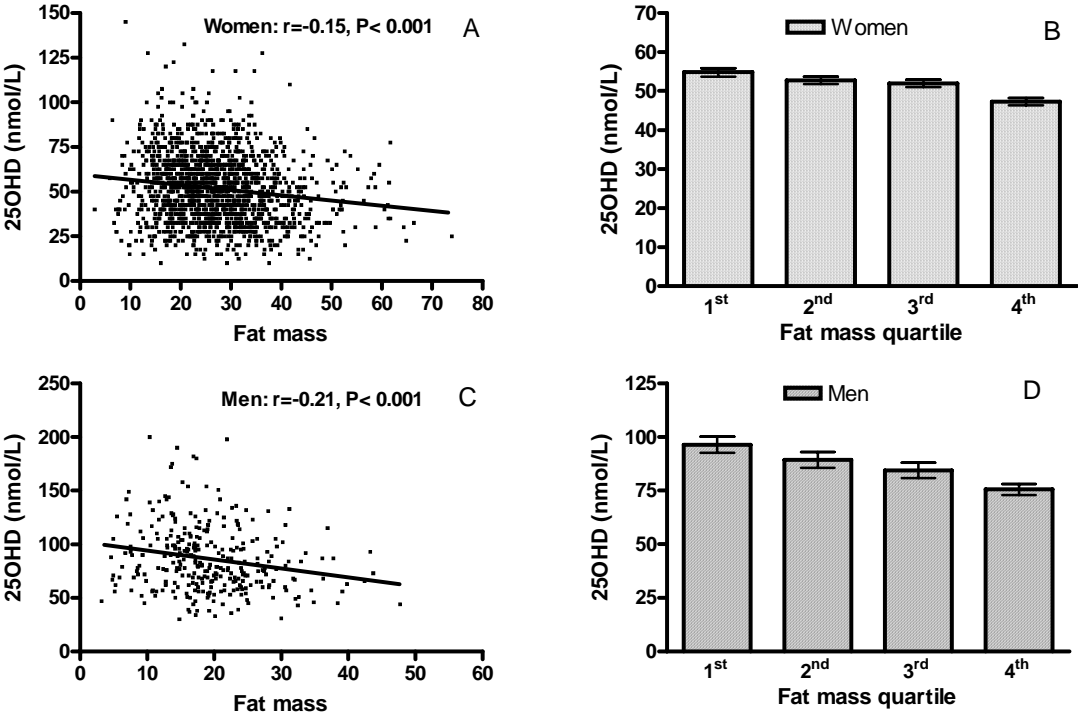 Women: r=-0.15, P< 0.001
A
25OHD (nmol/L)
150
125
100
75
50
25
0
0 10 20 30 40 50 60 70 80
Fat mass
Women
B
25OHD (nmol/L)
70
60
50
40
30
20
10
0
1st 2nd 3rd 4th
Fat mass quartile
Men: r=-0.21, P< 0.001
C
25OHD (nmol/L)
250
200
150
100
50
0
0 10 20 30 40 50 60
Fat mass
Men
D
25OHD (nmol/L)
125
100
75
50
25
0
1st 2nd 3rd 4th
Fat mass quartile